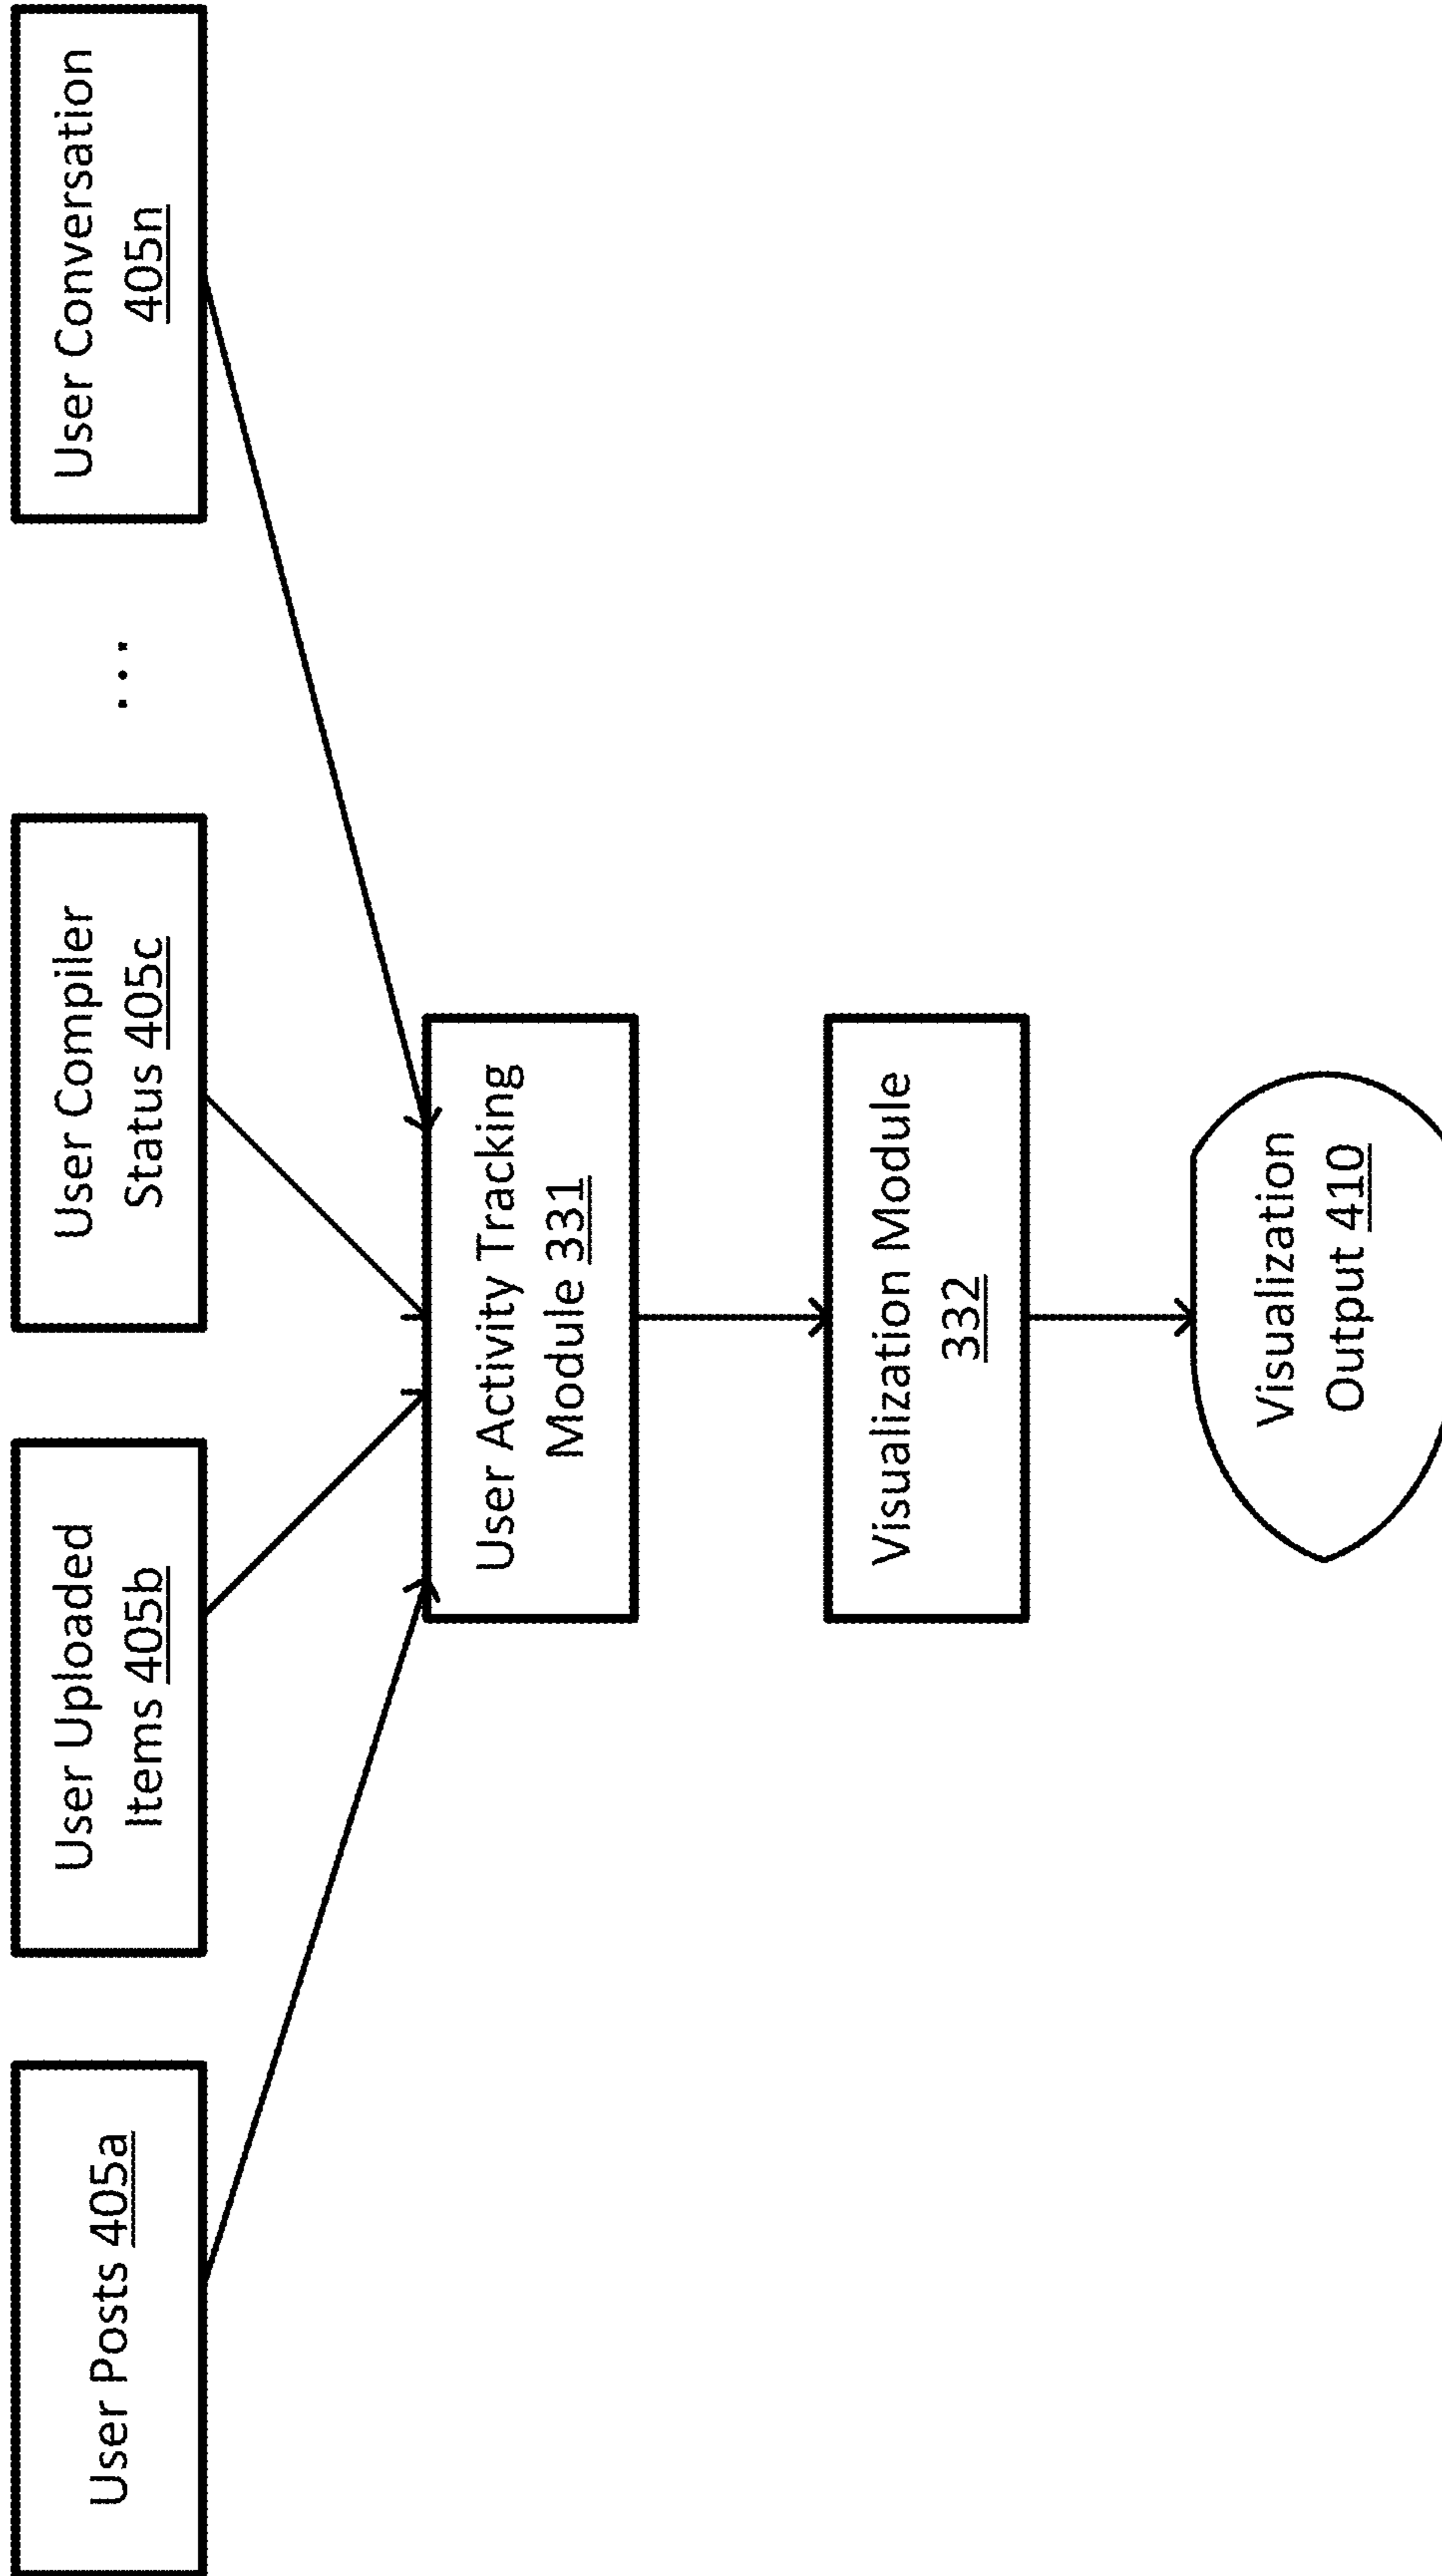 User Posts 405a
User Uploaded
Items 405b
User Compiler
Status 405c
...
User Conversation
405n
User Activity Tracking
Module 331
Visualization Module
332
Visualization
Output 410